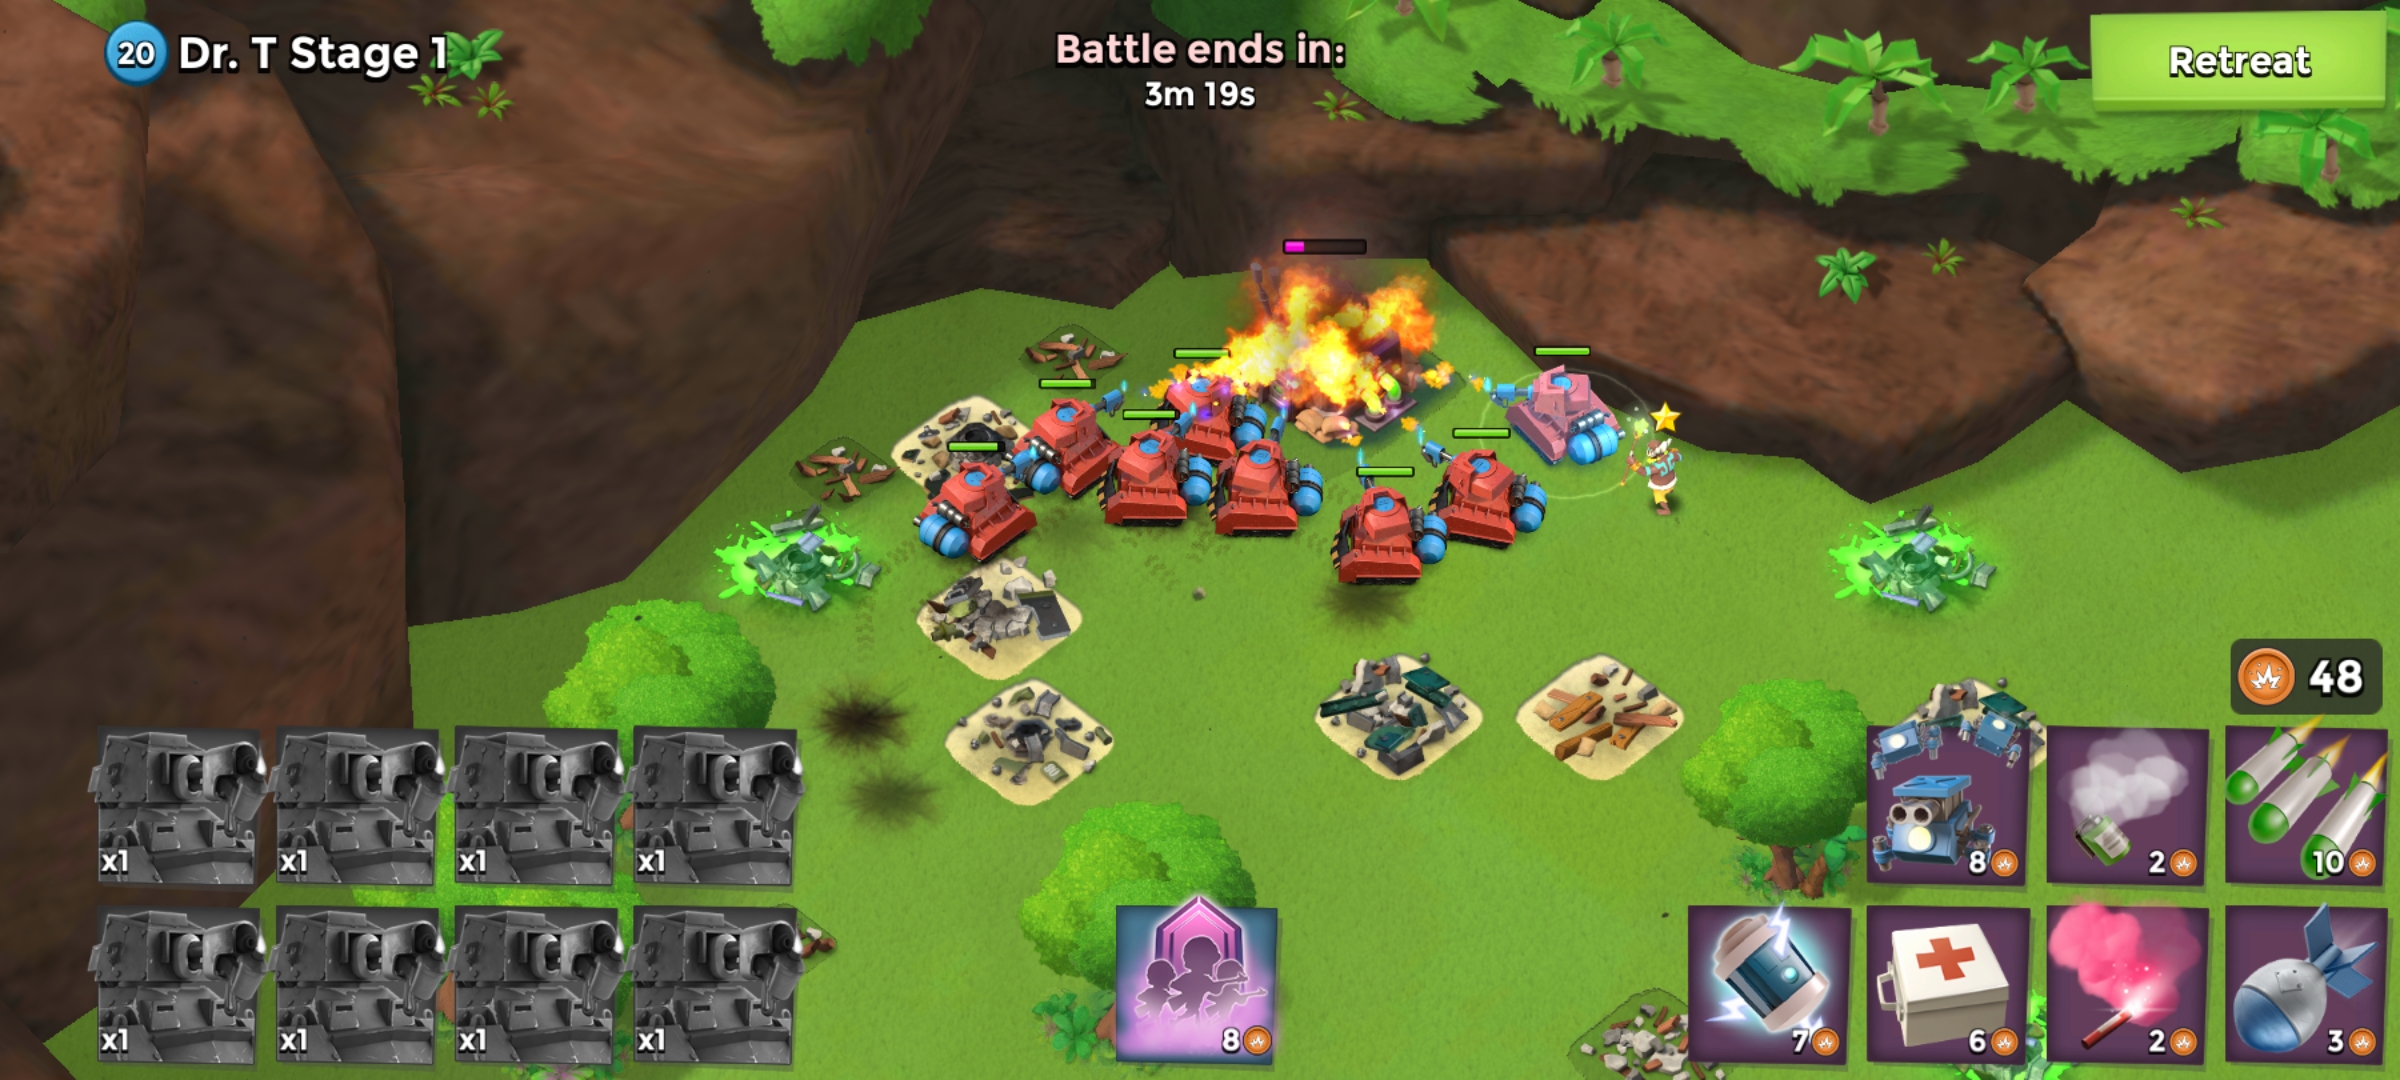 20 Dr. T Stage 1
Battle ends in:
3m 19s
Retreat
48
x1 x1 x1 x1
8 2 10
x1 x1 x1 x1
8
7 6 2 3